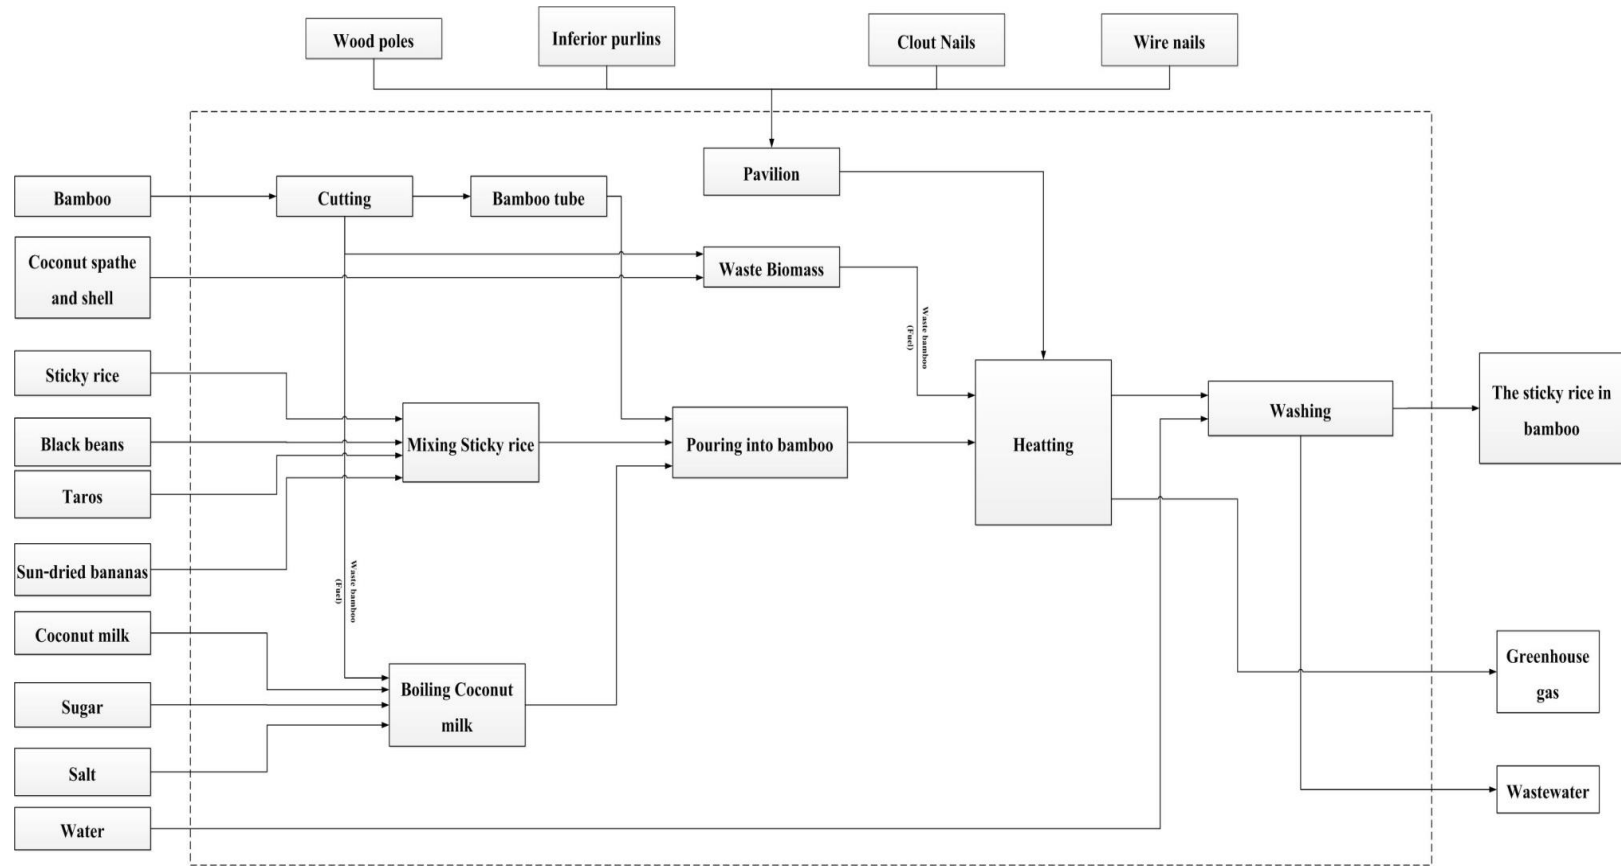 Wood poles
Inferior purlins
Clout Nails
Wire nails
Pavilion
Bamboo
Cutting
Bamboo tube
Coconut spathe
and shell
Waste Biomass
Waste bamboo
(Fuel)
Sticky rice
Black beans
Taros
Sun-dried bananas
Mixing Sticky rice
Pouring into bamboo
Heatting
Washing
The sticky rice in
bamboo
Waste bamboo
(Fuel)
Coconut milk
Sugar
Salt
Water
Boiling Coconut
milk
Greenhouse
gas
Wastewater